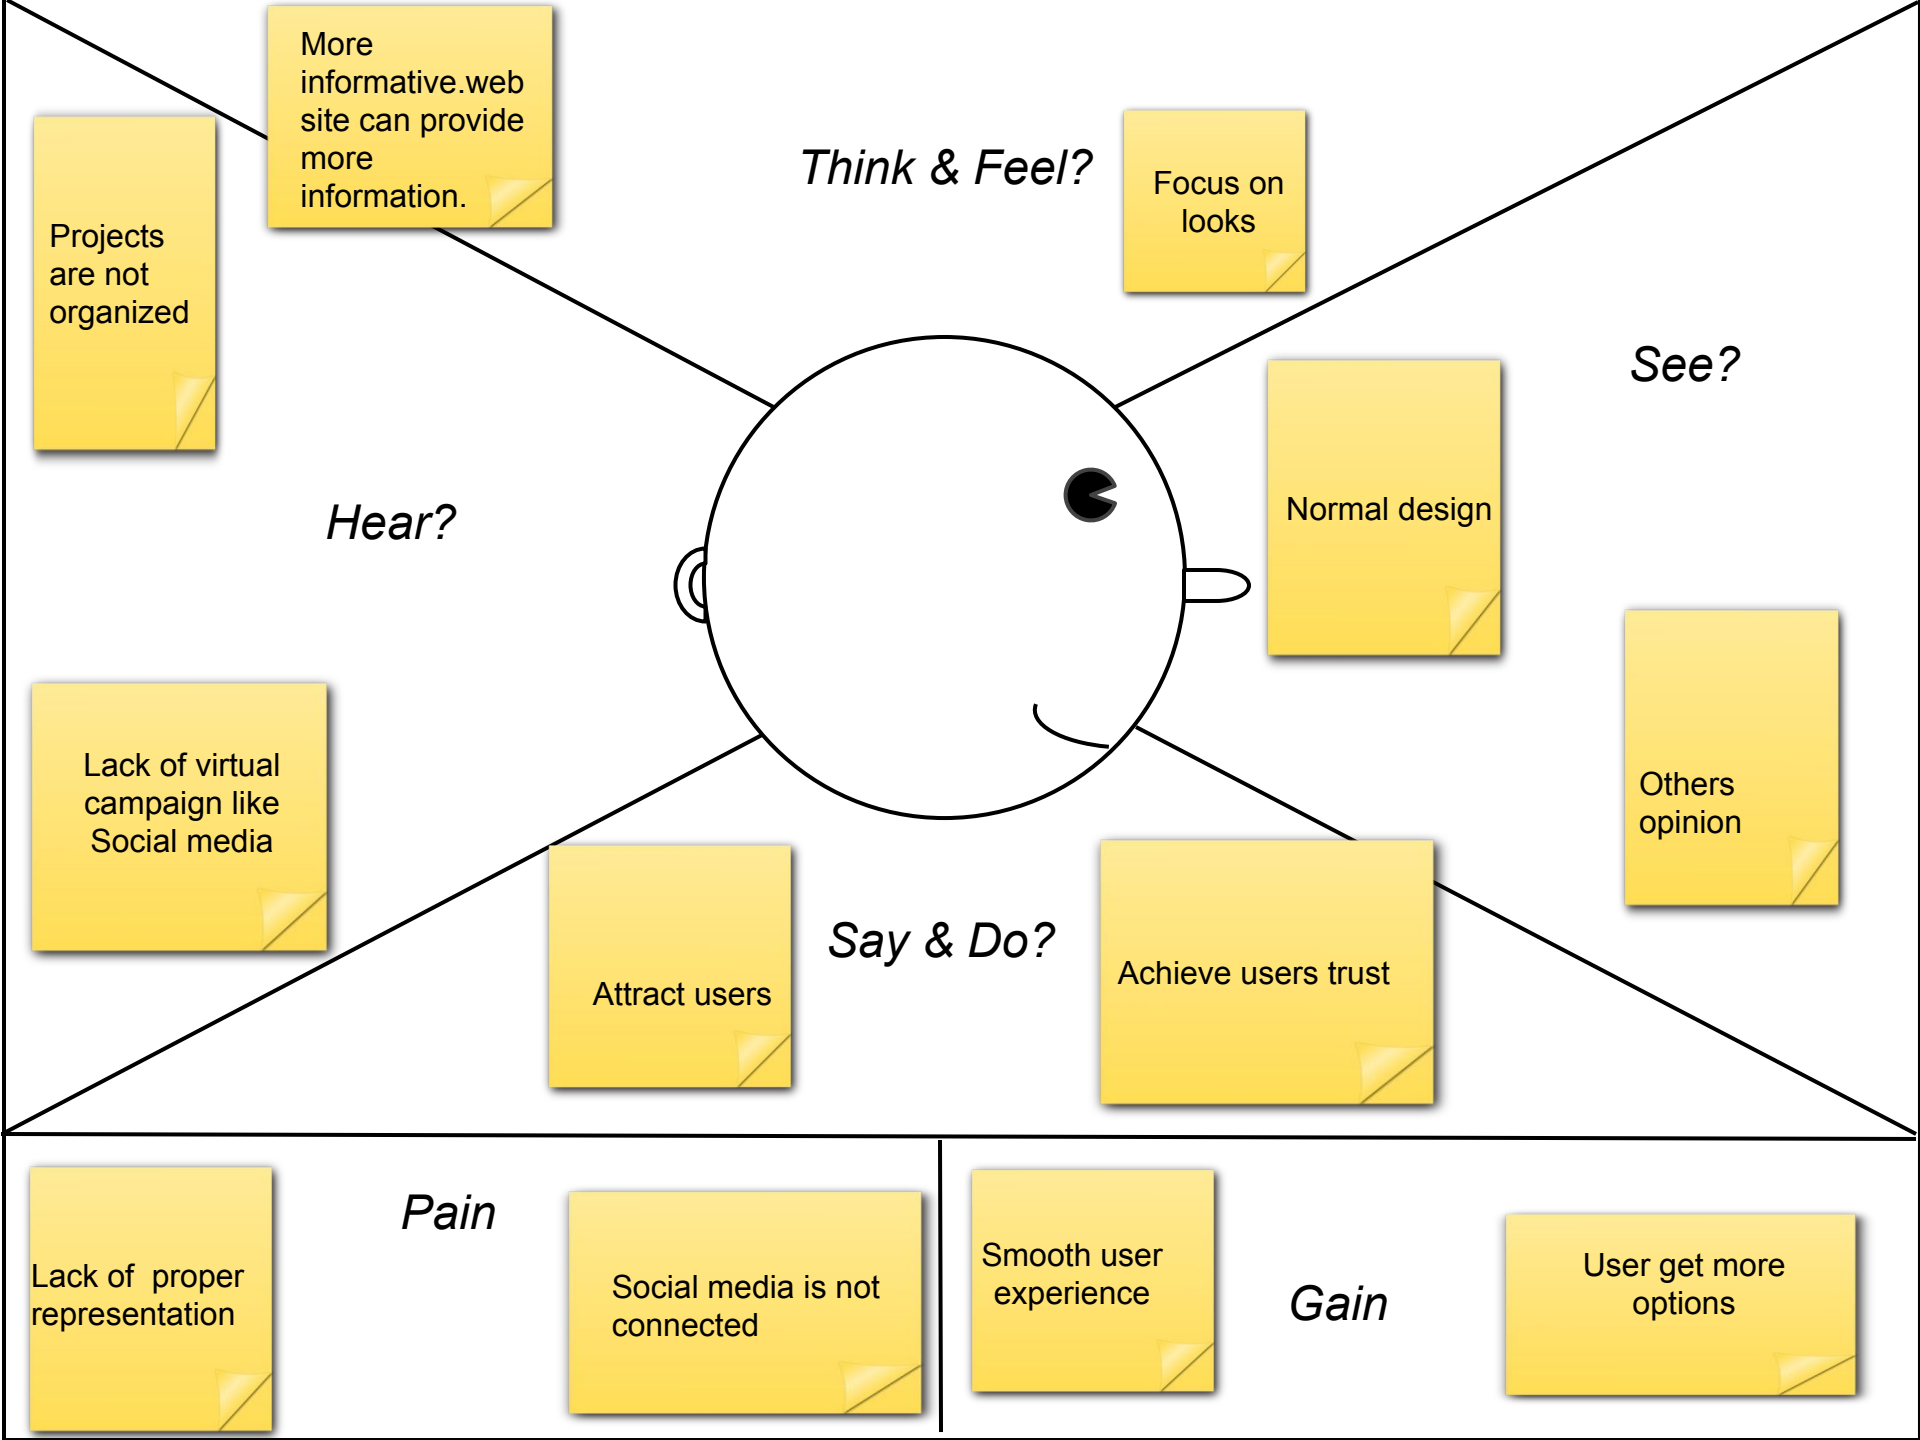 More
informative.web
site can provide
more
information.
Think & Feel?
Focus on
looks
Projects
are not
organized
See?
Hear?
Normal design
Lack of virtual
campaign like
Social media
Others
opinion
Attract users
Say & Do?
Achieve users trust
Pain
Lack of  proper
representation
Social media is not
connected
Smooth user
experience
Gain
User get more
options